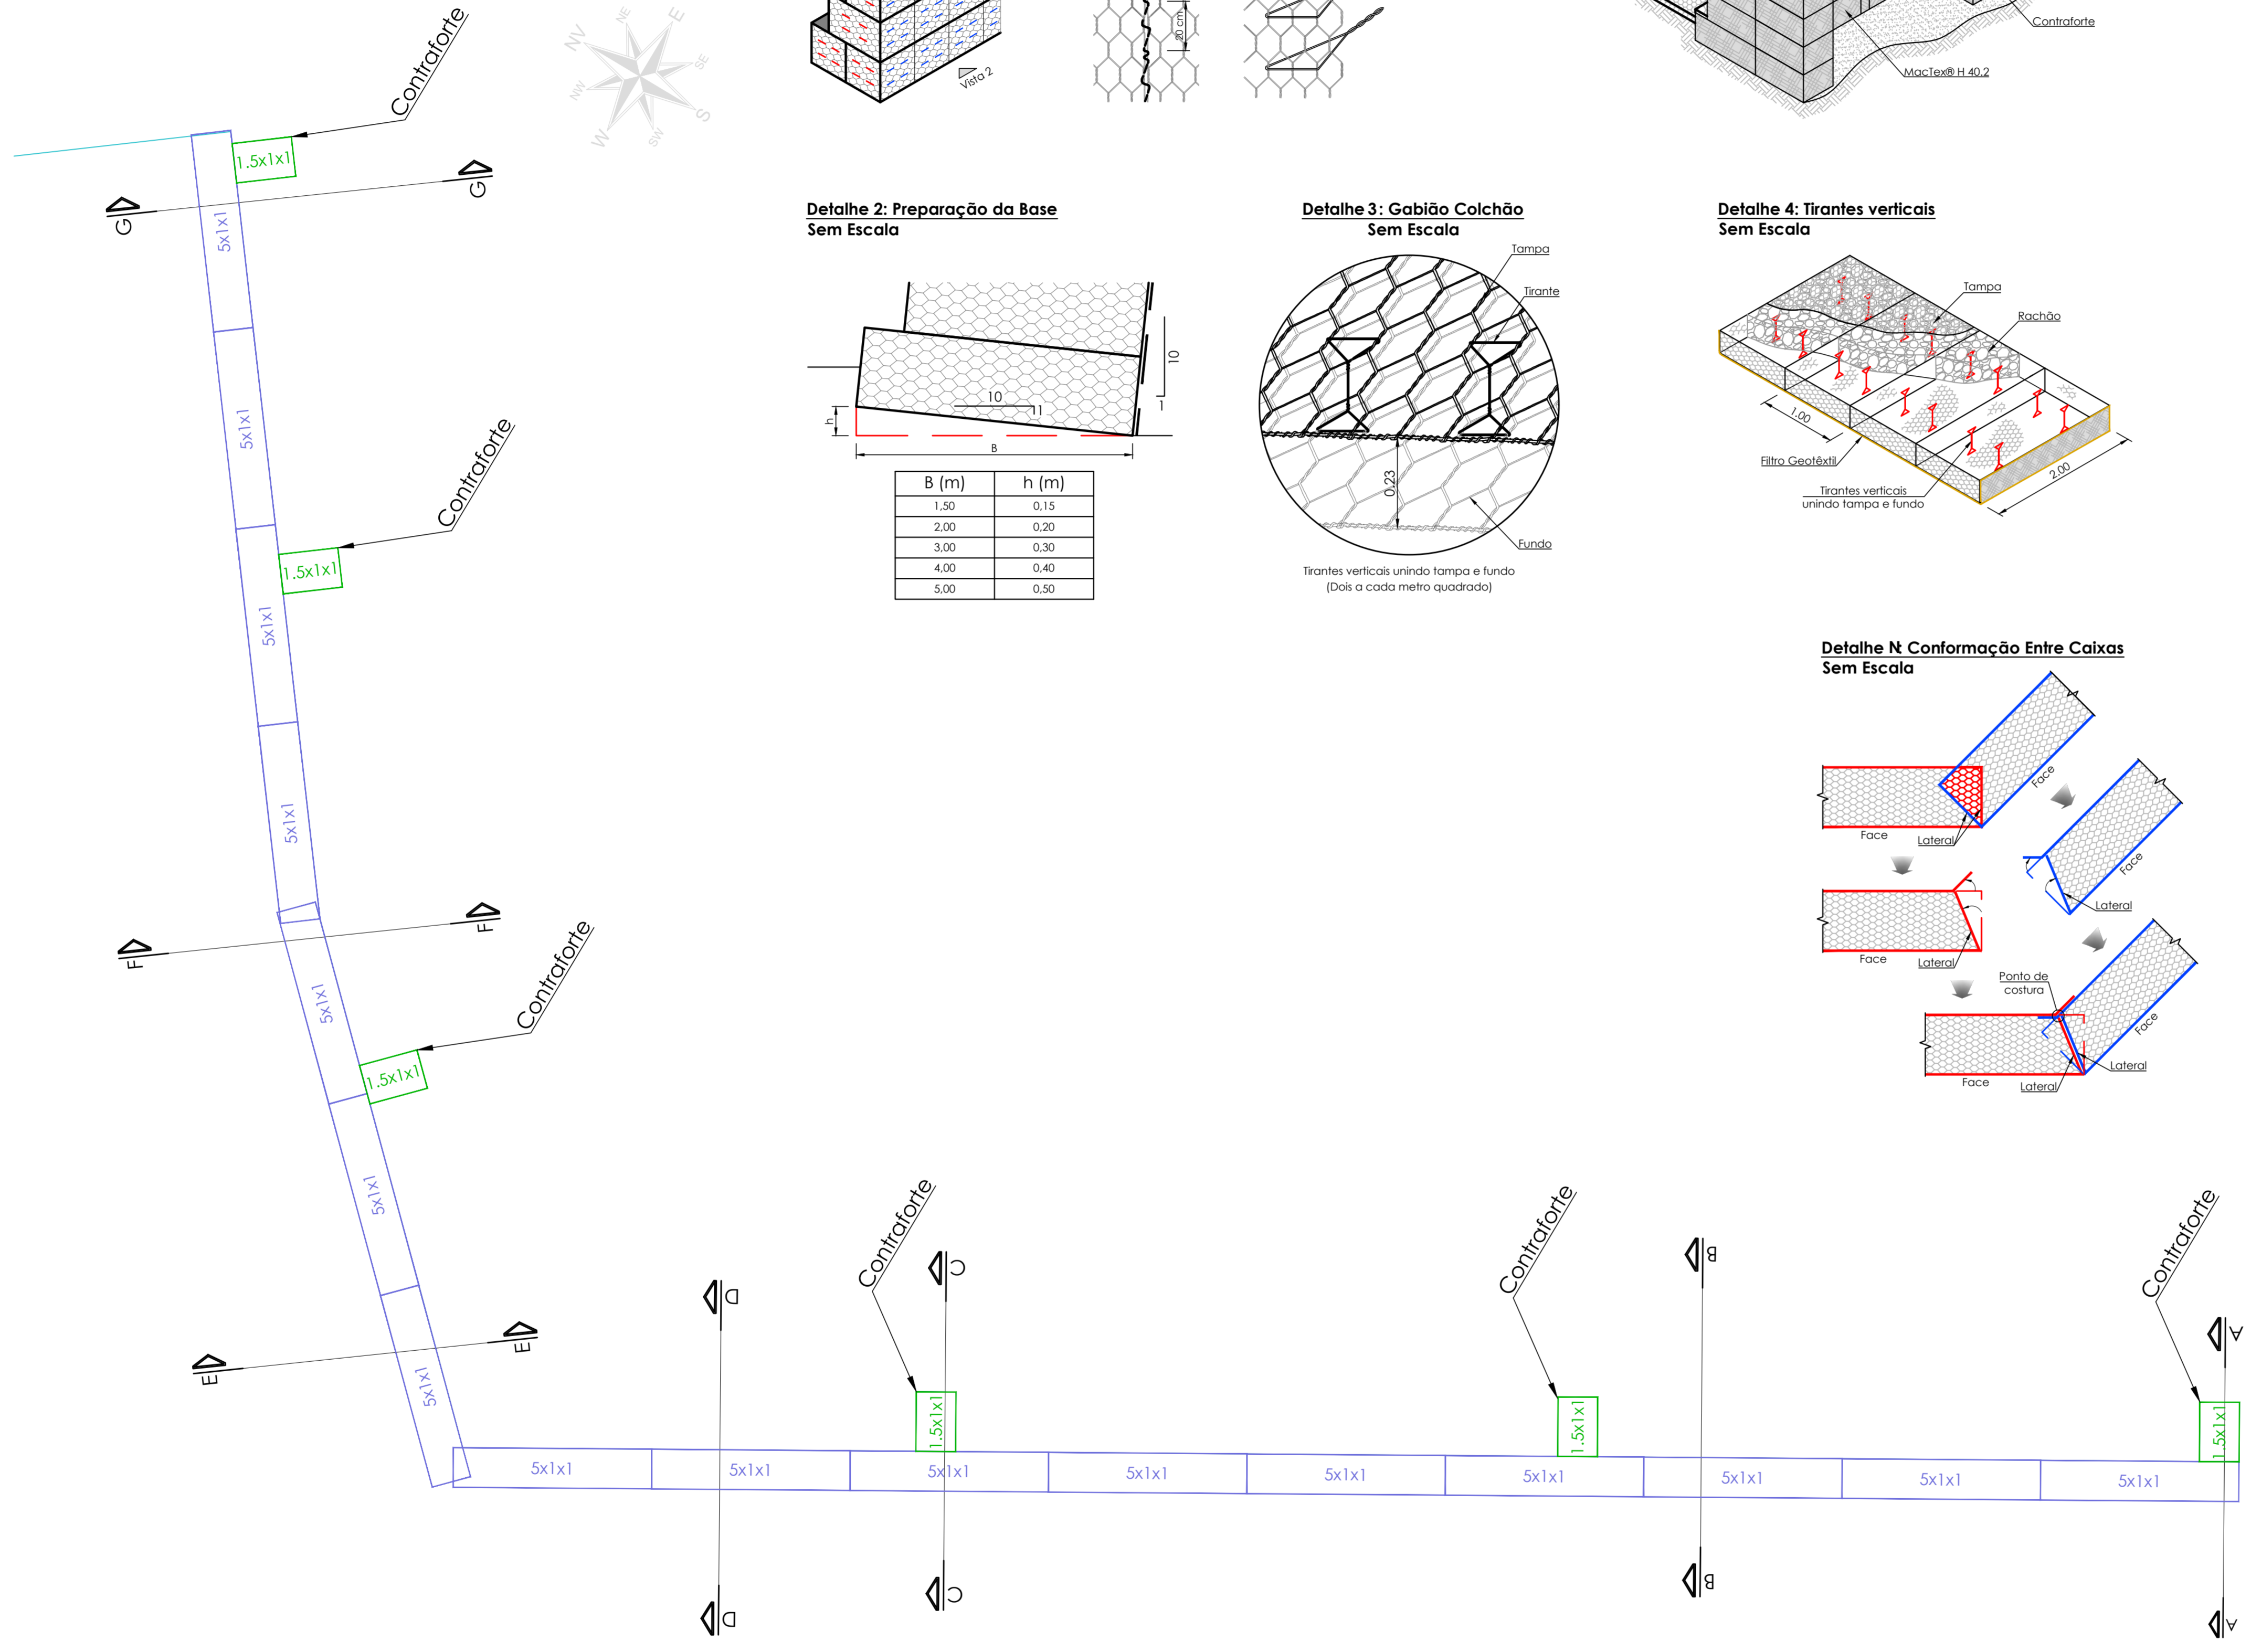 NE
E
NV
SE
NW
S
W
SW
Vista 2
20 cm
Contraforte
MacTex® H 40.2
Contraforte
1.5x1x1
G
G
5x1x1
5x1x1
Contraforte
1.5x1x1
5x1x1
5x1x1
F
F
5x1x1
Contraforte
1.5x1x1
5x1x1
E
E
5x1x1
Detalhe 2: Preparação da Base
Sem Escala
10
1
10
1
h
B
B (m) h (m)
1,50 0,15
2,00 0,20
3,00 0,30
4,00 0,40
5,00 0,50
Detalhe 3: Gabião Colchão
Sem Escala
Tampa
Tirante
0.23
Fundo
Tirantes verticais unindo tampa e fundo
(Dois a cada metro quadrado)
Detalhe 4: Tirantes verticais
Sem Escala
Tampa
Rachão
1.00
Filtro Geotêxtil
2.00
Tirantes verticais
unindo tampa e fundo
Detalhe N: Conformação Entre Caixas
Sem Escala
Face
Face
Lateral
Face
Lateral
Face
Lateral
Ponto de
costura
Face
Lateral
Face
Lateral
Contraforte
Contraforte
Contraforte
D
C
B
A
1.5x1x1
1.5x1x1
1.5x1x1
5x1x1 5x1x1 5x1x1 5x1x1 5x1x1 5x1x1 5x1x1 5x1x1 5x1x1
D
C
B
A